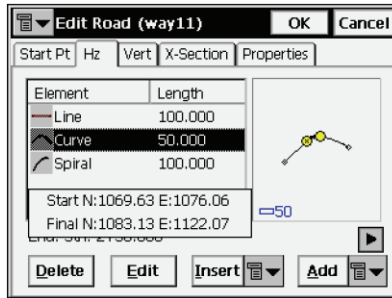 Edit Road (way11) OK Cancel
Start Pt Hz Vert X-Section Properties
Element Length
Line 100.000
Curve 50.000
Spiral 100.000
Start N:1069.63 E:1076.06
Final N:1083.13 E:1122.07
50
Delete Edit Insert Add